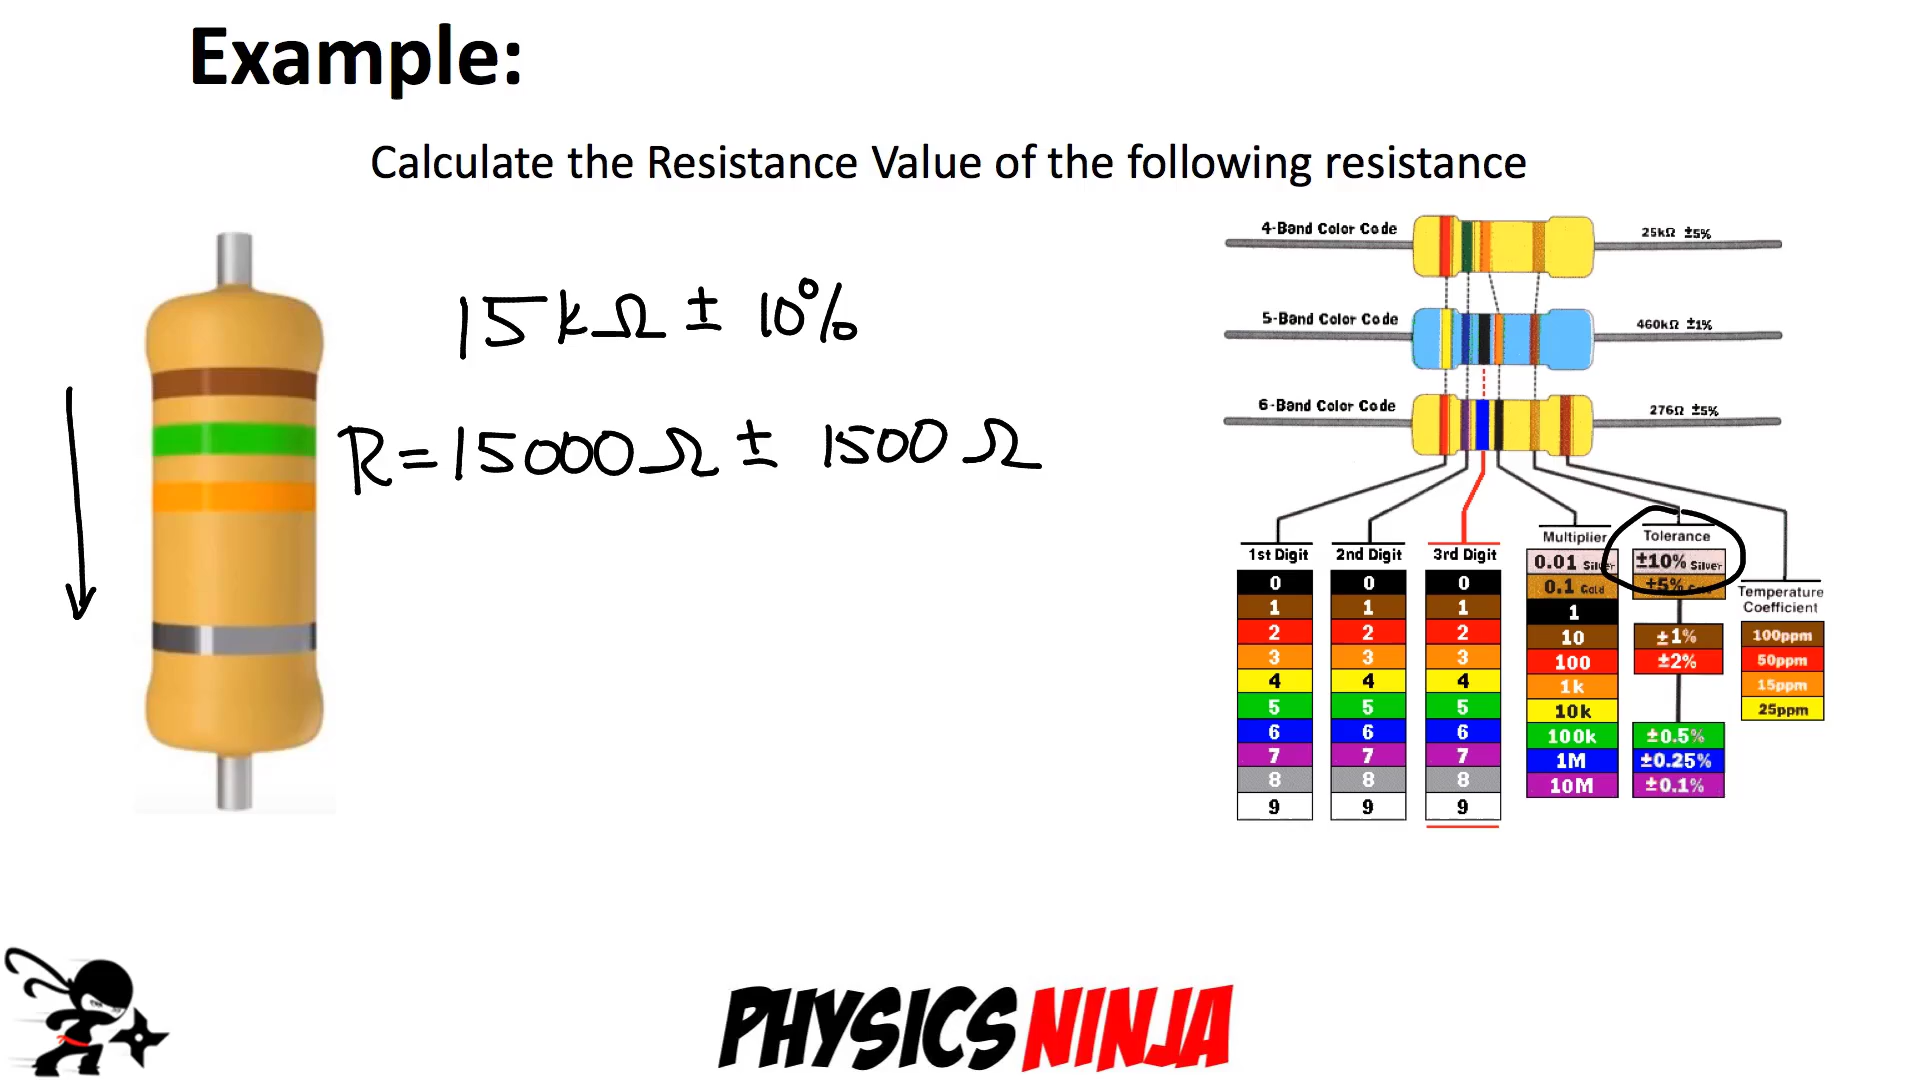 Example:
Calculate the Resistance Value of the following resistance
15kΩ ± 10%
R=15000Ω ± 1500Ω
4-Band Color Code
25kΩ ±5%
5-Band Color Code
460kΩ ±1%
6-Band Color Code
276Ω ±5%
1st Digit
0
1
2
3
4
5
6
7
8
9
2nd Digit
0
1
2
3
4
5
6
7
8
9
3rd Digit
0
1
2
3
4
5
6
7
8
9
Multiplier
0.01 Silver
0.1 Gold
1
10
100
1k
10k
100k
1M
10M
Tolerance
±10% Silver
±5% Gold
±1%
±2%
±0.5%
±0.25%
±0.1%
Temperature
Coefficient
100ppm
50ppm
15ppm
25ppm
PHYSICS NINJA